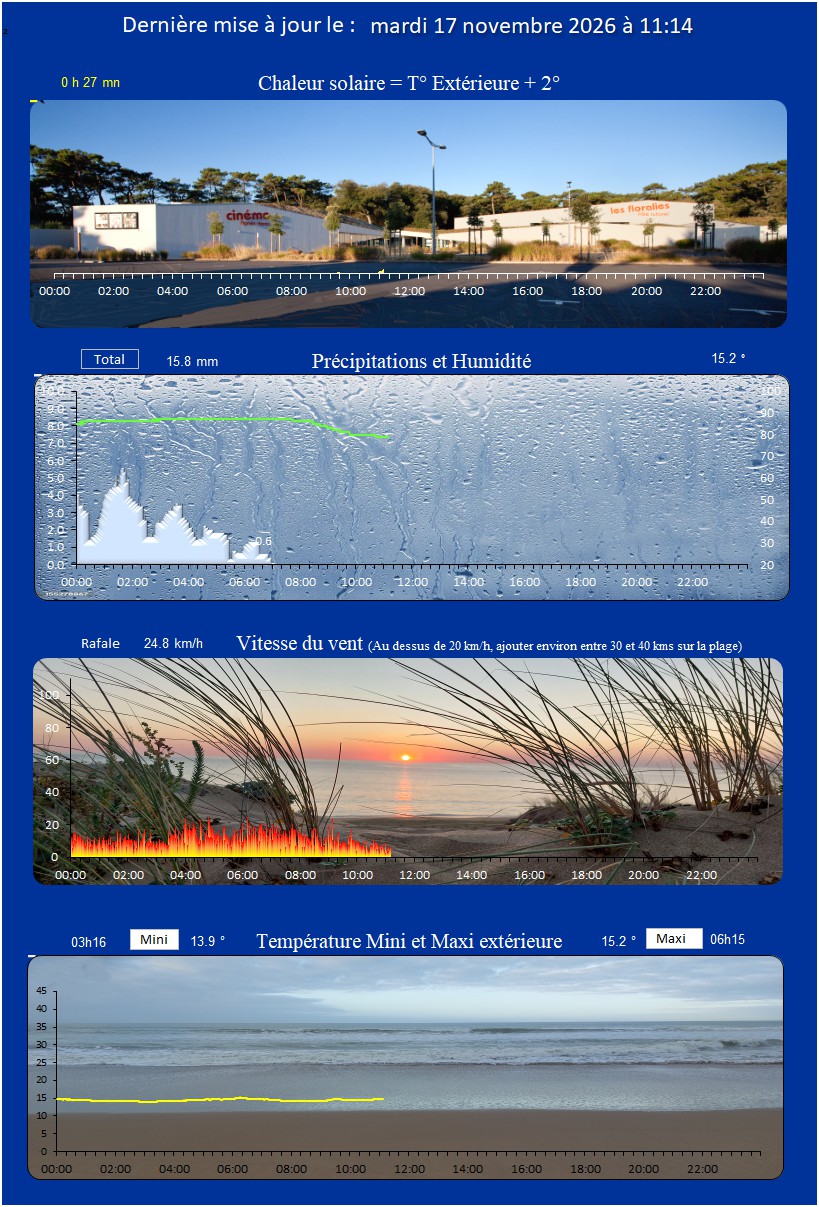 Dernière mise à jour le : mardi 17 novembre 2026 à 11:14
0 h 27 mn Chaleur solaire = T° Extérieure + 2°
cinéma
les floralies
00:00 02:00 04:00 06:00 08:00 10:00 12:00 14:00 16:00 18:00 20:00 22:00
Total 15.8 mm Précipitations et Humidité 15.2 °
10.0 100
9.0 90
8.0 80
7.0 70
6.0
5.0 60
4.0 50
3.0 40
2.0
1.0 0.6 30
0.0 20
00:00 02:00 04:00 06:00 08:00 10:00 12:00 14:00 16:00 18:00 20:00 22:00
Rafale 24.8 km/h Vitesse du vent (Au dessus de 20 km/h, ajouter environ entre 30 et 40 kms sur la plage)
100
80
60
40
20
0
00:00 02:00 04:00 06:00 08:00 10:00 12:00 14:00 16:00 18:00 20:00 22:00
03h16 Mini 13.9 ° Température Mini et Maxi extérieure 15.2 ° Maxi 06h15
45
40
35
30
25
20
15
10
5
0
00:00 02:00 04:00 06:00 08:00 10:00 12:00 14:00 16:00 18:00 20:00 22:00